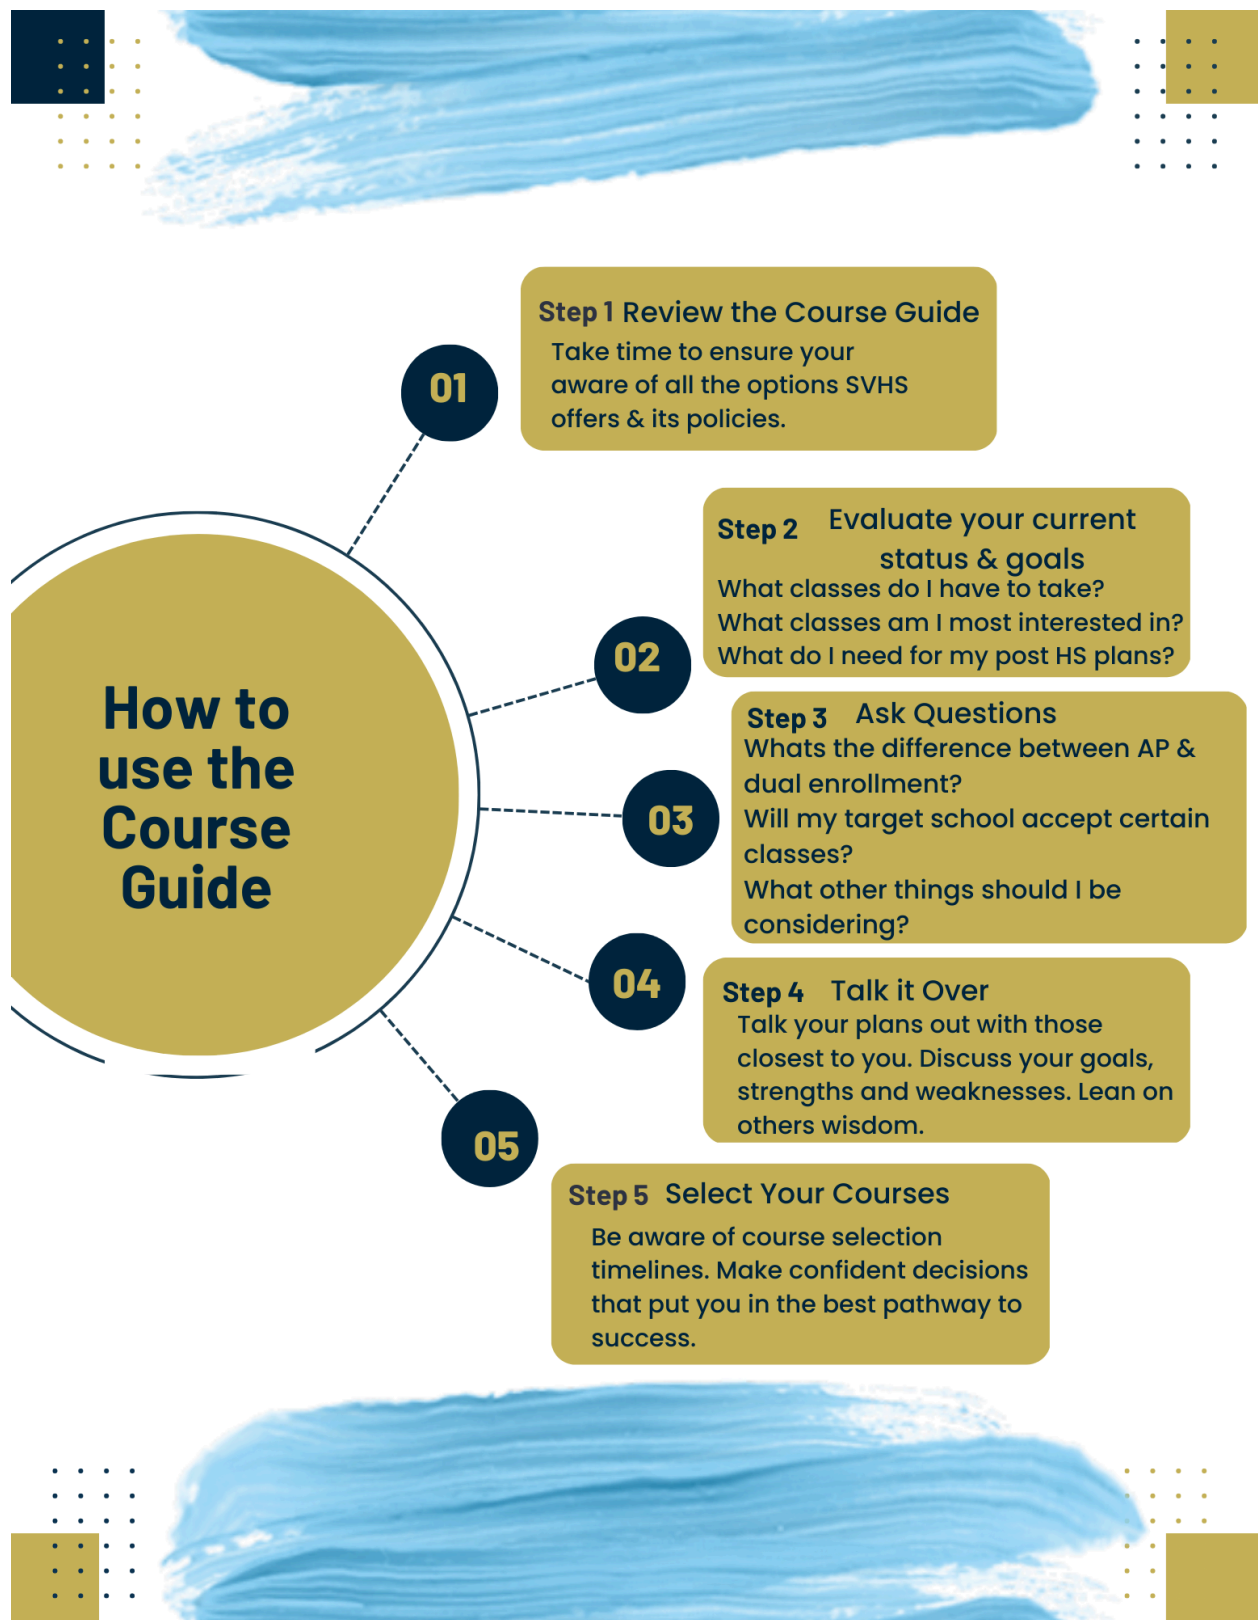 How to
use the
Course
Guide
01
Step 1 Review the Course Guide
Take time to ensure your
aware of all the options SVHS
offers & its policies.
02
Step 2 Evaluate your current
status & goals
What classes do I have to take?
What classes am I most interested in?
What do I need for my post HS plans?
03
Step 3 Ask Questions
Whats the difference between AP &
dual enrollment?
Will my target school accept certain
classes?
What other things should I be
considering?
04
Step 4 Talk it Over
Talk your plans out with those
closest to you. Discuss your goals,
strengths and weaknesses. Lean on
others wisdom.
05
Step 5 Select Your Courses
Be aware of course selection
timelines. Make confident decisions
that put you in the best pathway to
success.